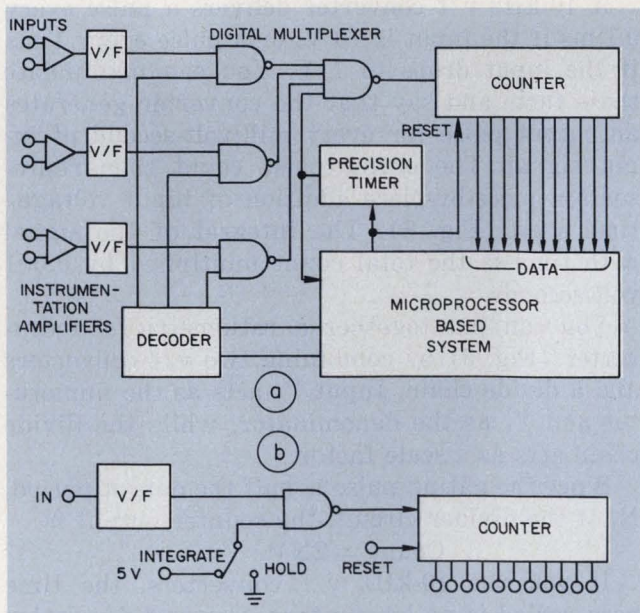 INPUTS
V/F
DIGITAL MULTIPLEXER
COUNTER
RESET
V/F
PRECISION
TIMER
V/F
DATA
INSTRUMEN-
TATION
AMPLIFIERS
DECODER
MICROPROCESSOR
BASED
SYSTEM
a
b
IN
V/F
COUNTER
INTEGRATE
5 V
HOLD
RESET